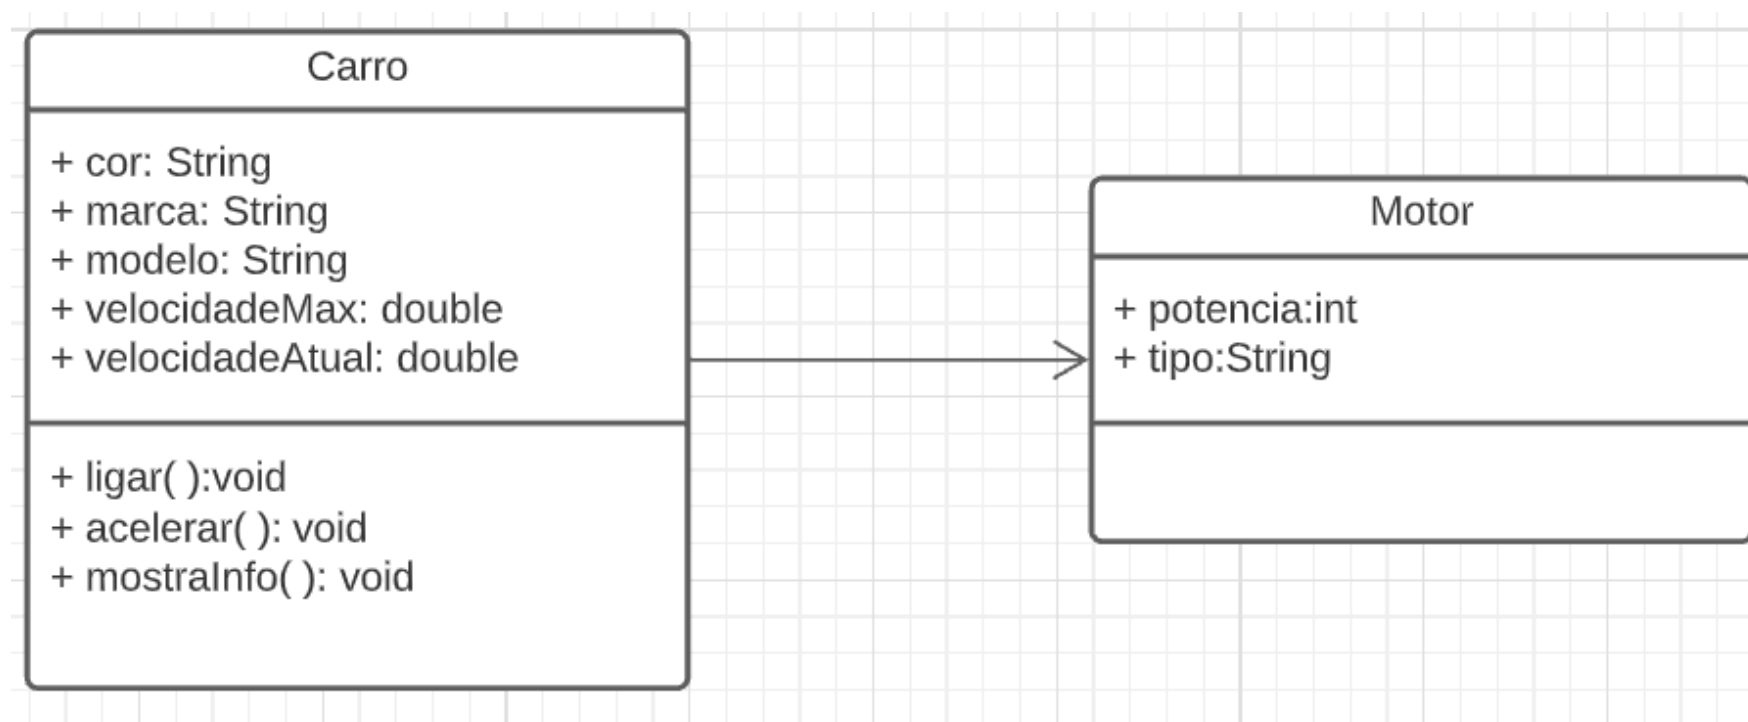 Carro
+ cor: String
+ marca: String
+ modelo: String
+ velocidadeMax: double
+ velocidadeAtual: double
+ ligar( ):void
+ acelerar( ): void
+ mostraInfo( ): void
Motor
+ potencia:int
+ tipo:String